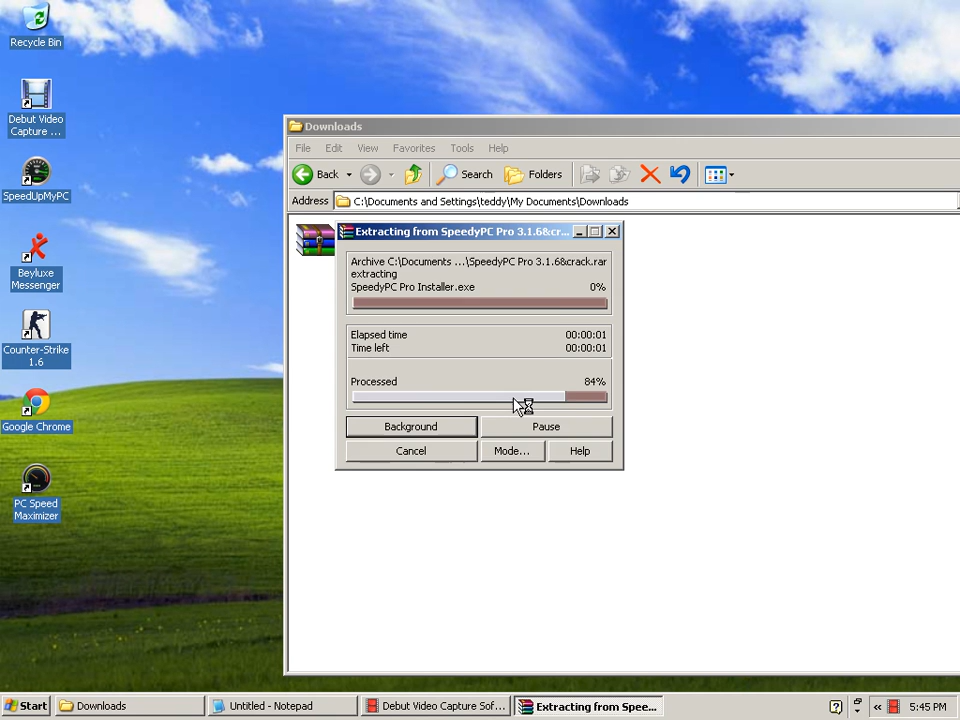 Recycle Bin
Debut Video
Capture ...
SpeedUpMyPC
Beyluxe
Messenger
Counter-Strike
1.6
Google Chrome
PC Speed
Maximizer
Downloads
File Edit View Favorites Tools Help
Back Search Folders
Address C:\Documents and Settings\teddy\My Documents\Downloads
Extracting from SpeedyPC Pro 3.1.6&cr...
Archive C:\Documents ...\SpeedyPC Pro 3.1.6&crack.rar
extracting
SpeedyPC Pro Installer.exe 0%
Elapsed time 00:00:01
Time left 00:00:01
Processed 84%
Background Pause
Cancel Mode... Help
Start Downloads Untitled - Notepad Debut Video Capture Sof... Extracting from Spee... ? « 5:45 PM